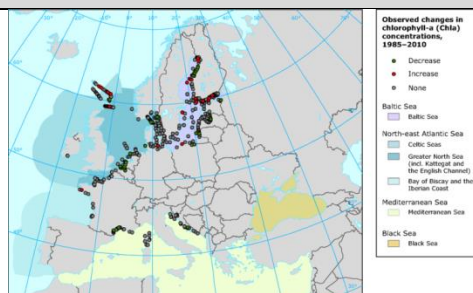 Observed changes in
chlorophyll-a (Chla)
concentrations,
1985–2010
Decrease
Increase
None
Baltic Sea
Baltic Sea
North-east Atlantic Sea
Celtic Seas
Greater North Sea
(incl. Kattegat and
the English Channel)
Bay of Biscay and the
Iberian Coast
Mediterranean Sea
Mediterranean Sea
Black Sea
Black Sea